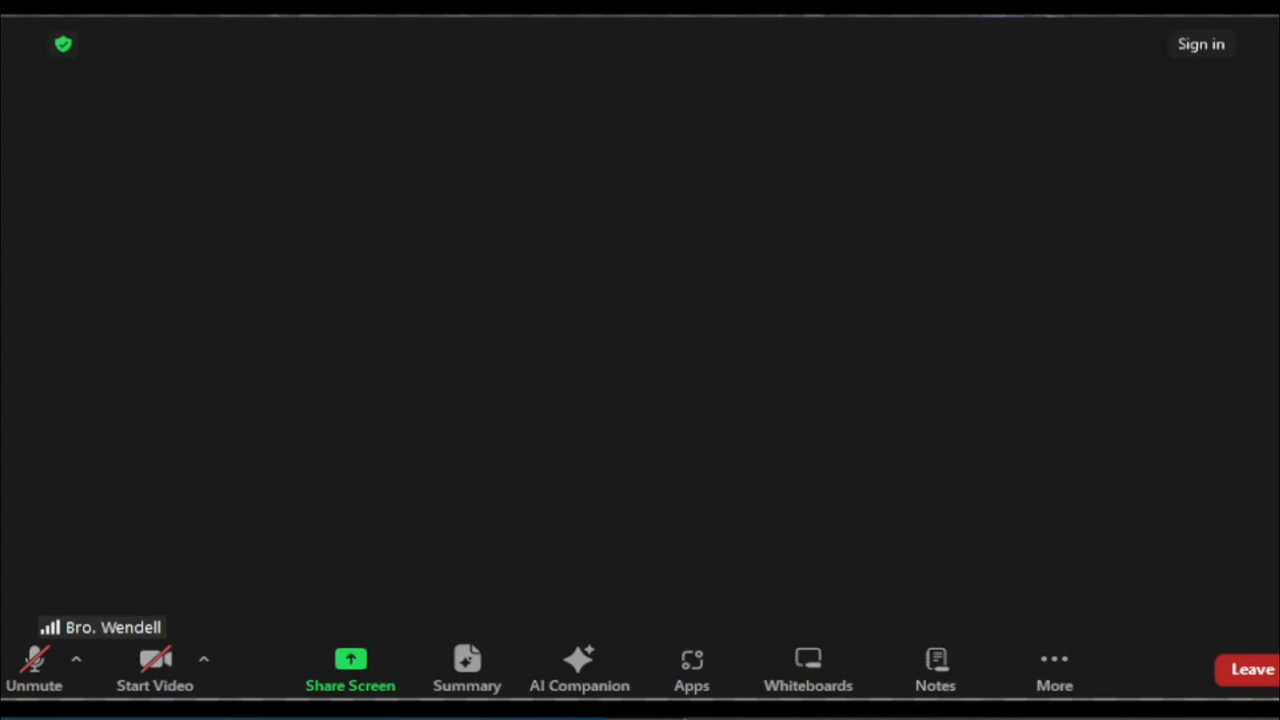 Sign in
Bro. Wendell
Unmute
Start Video
Share Screen
Summary
AI Companion
Apps
Whiteboards
Notes
More
Leave